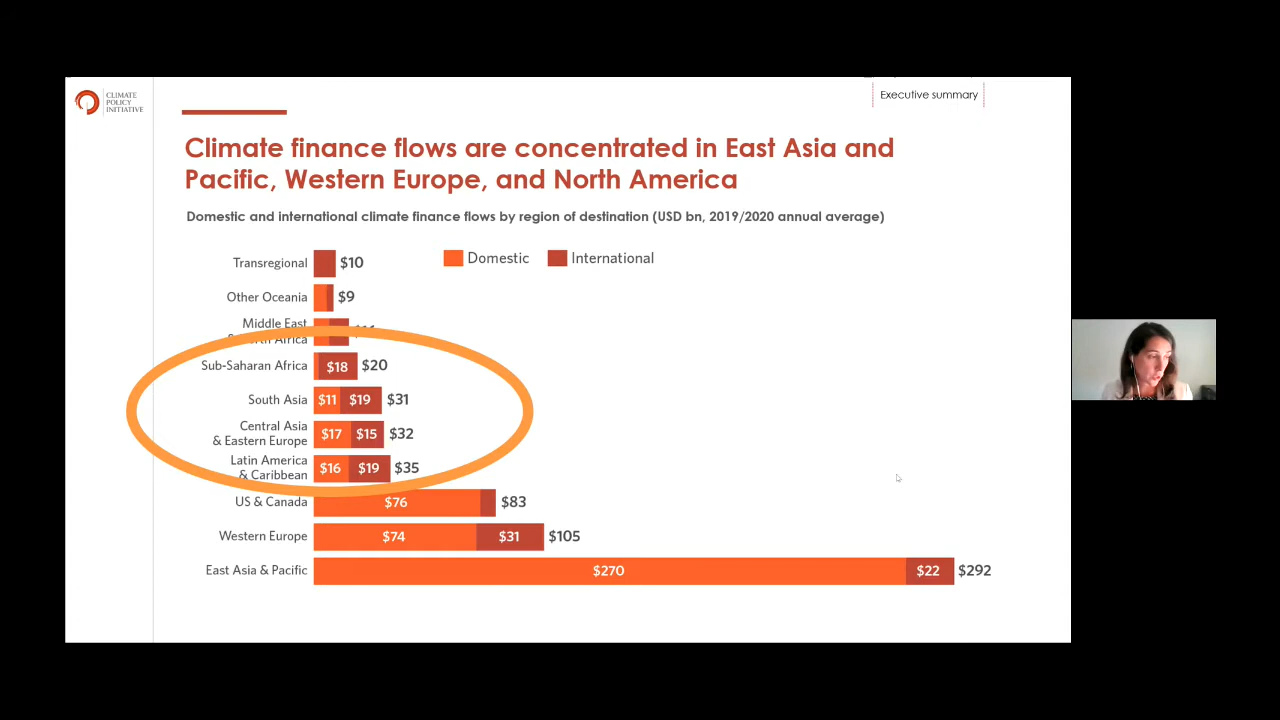 CLIMATE
POLICY
INITIATIVE
Executive summary
Climate finance flows are concentrated in East Asia and
Pacific, Western Europe, and North America
Domestic and international climate finance flows by region of destination (USD bn, 2019/2020 annual average)
Domestic International
Transregional $10
Other Oceania $9
Middle East
Africa
Sub-Saharan Africa $18 $20
South Asia $11 $19 $31
Central Asia
& Eastern Europe $17 $15 $32
Latin America
& Caribbean $16 $19 $35
US & Canada $76 $83
Western Europe $74 $31 $105
East Asia & Pacific $270 $22 $292